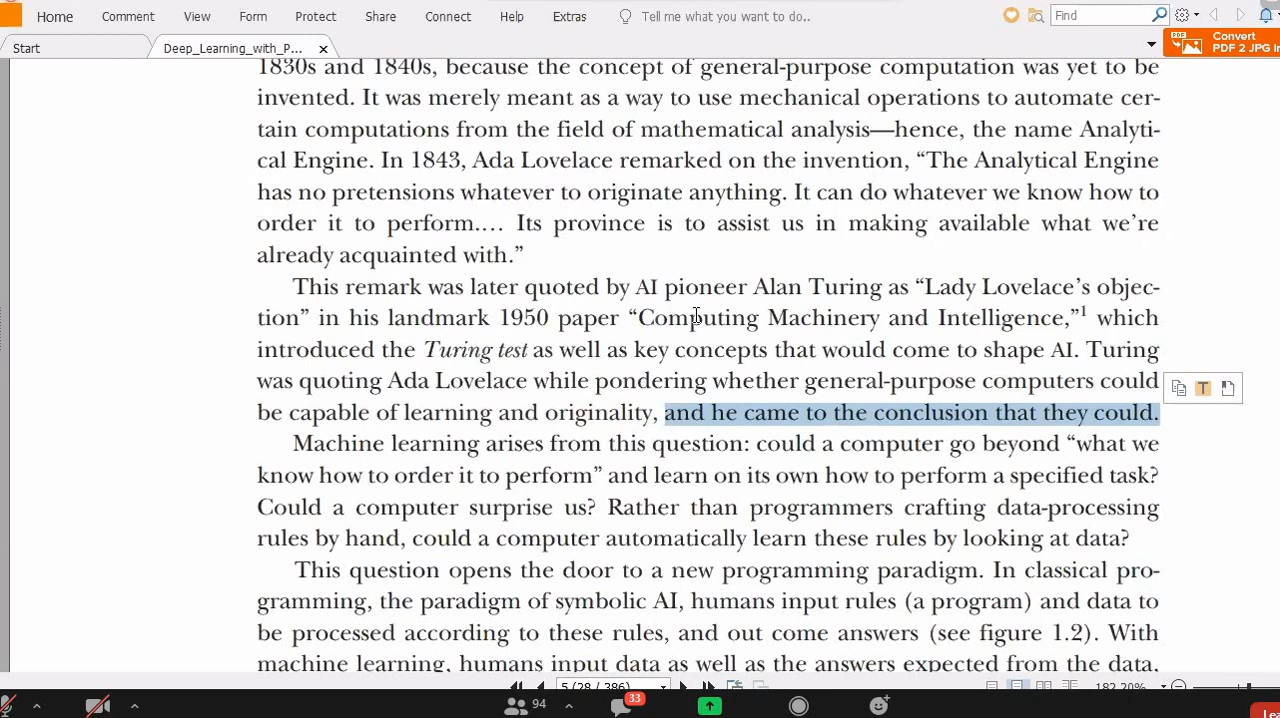 Home Comment View Form Protect Share Connect Help Extras Tell me what you want to do.. Find
Start Deep_Learning_with_P... Convert
PDF 2 JPG
1830s and 1840s, because the concept of general-purpose computation was yet to be
invented. It was merely meant as a way to use mechanical operations to automate cer-
tain computations from the field of mathematical analysis—hence, the name Analyti-
cal Engine. In 1843, Ada Lovelace remarked on the invention, “The Analytical Engine
has no pretensions whatever to originate anything. It can do whatever we know how to
order it to perform.… Its province is to assist us in making available what we’re
already acquainted with.”
This remark was later quoted by AI pioneer Alan Turing as “Lady Lovelace’s objec-
tion” in his landmark 1950 paper “Computing Machinery and Intelligence,”1 which
introduced the Turing test as well as key concepts that would come to shape AI. Turing
was quoting Ada Lovelace while pondering whether general-purpose computers could
be capable of learning and originality, and he came to the conclusion that they could.
Machine learning arises from this question: could a computer go beyond “what we
know how to order it to perform” and learn on its own how to perform a specified task?
Could a computer surprise us? Rather than programmers crafting data-processing
rules by hand, could a computer automatically learn these rules by looking at data?
This question opens the door to a new programming paradigm. In classical pro-
gramming, the paradigm of symbolic AI, humans input rules (a program) and data to
be processed according to these rules, and out come answers (see figure 1.2). With
machine learning, humans input data as well as the answers expected from the data,
5 (28 / 386) 182.20%
94 33